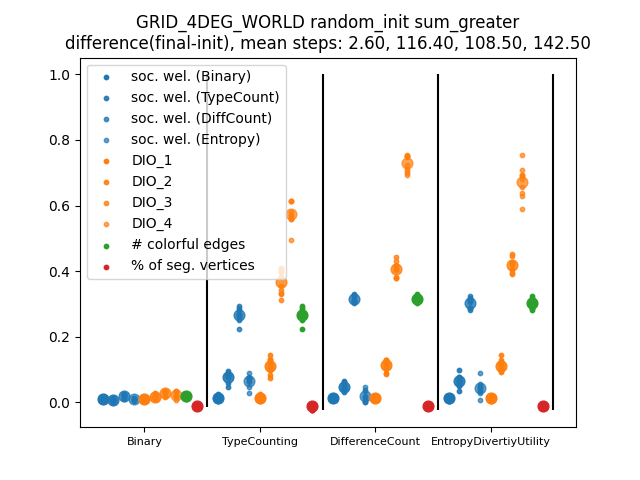 GRID_4DEG_WORLD random_init sum_greater
difference(final-init), mean steps: 2.60, 116.40, 108.50, 142.50
1.0
0.8
0.6
0.4
0.2
0.0
soc. wel. (Binary)
soc. wel. (TypeCount)
soc. wel. (DiffCount)
soc. wel. (Entropy)
DIO_1
DIO_2
DIO_3
DIO_4
# colorful edges
% of seg. vertices
Binary
TypeCounting
DifferenceCount
EntropyDivertiyUtility